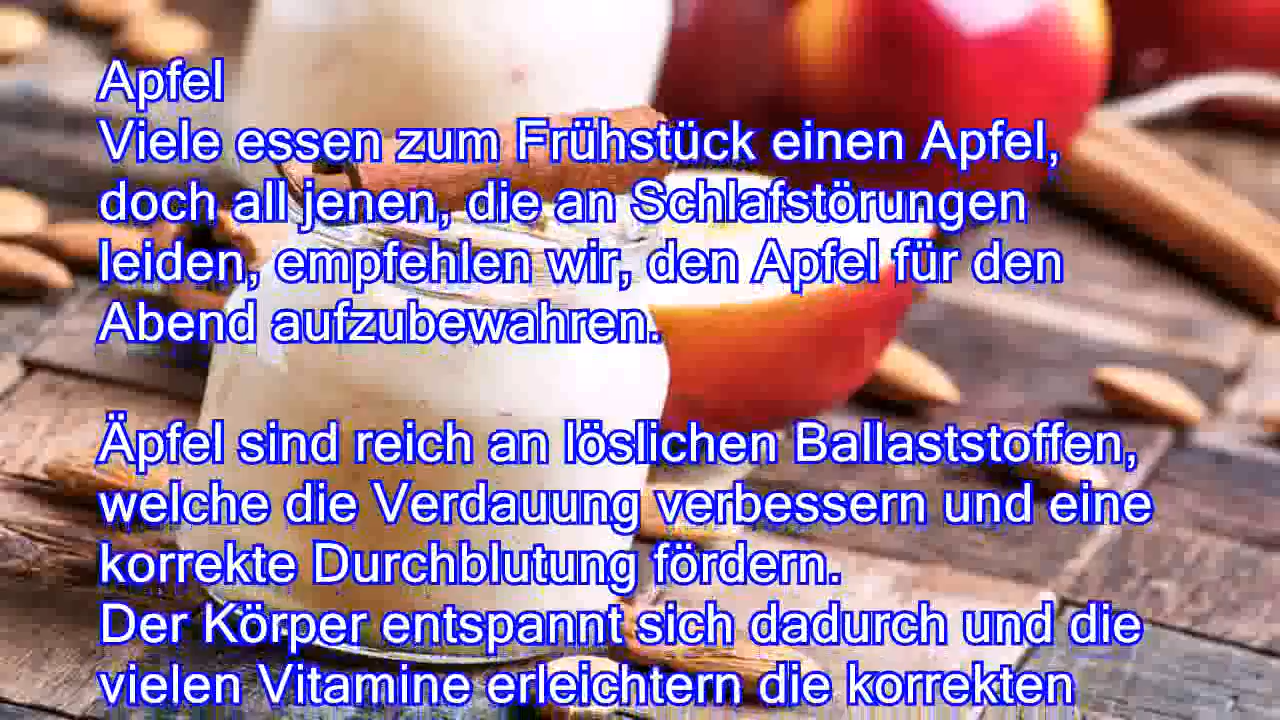 Apfel
Viele essen zum Frühstück einen Apfel,
doch all jenen, die an Schlafstörungen
leiden, empfehlen wir, den Apfel für den
Abend aufzubewahren.
Äpfel sind reich an löslichen Ballaststoffen,
welche die Verdauung verbessern und eine
korrekte Durchblutung fördern.
Der Körper entspannt sich dadurch und die
vielen Vitamine erleichtern die korrekten